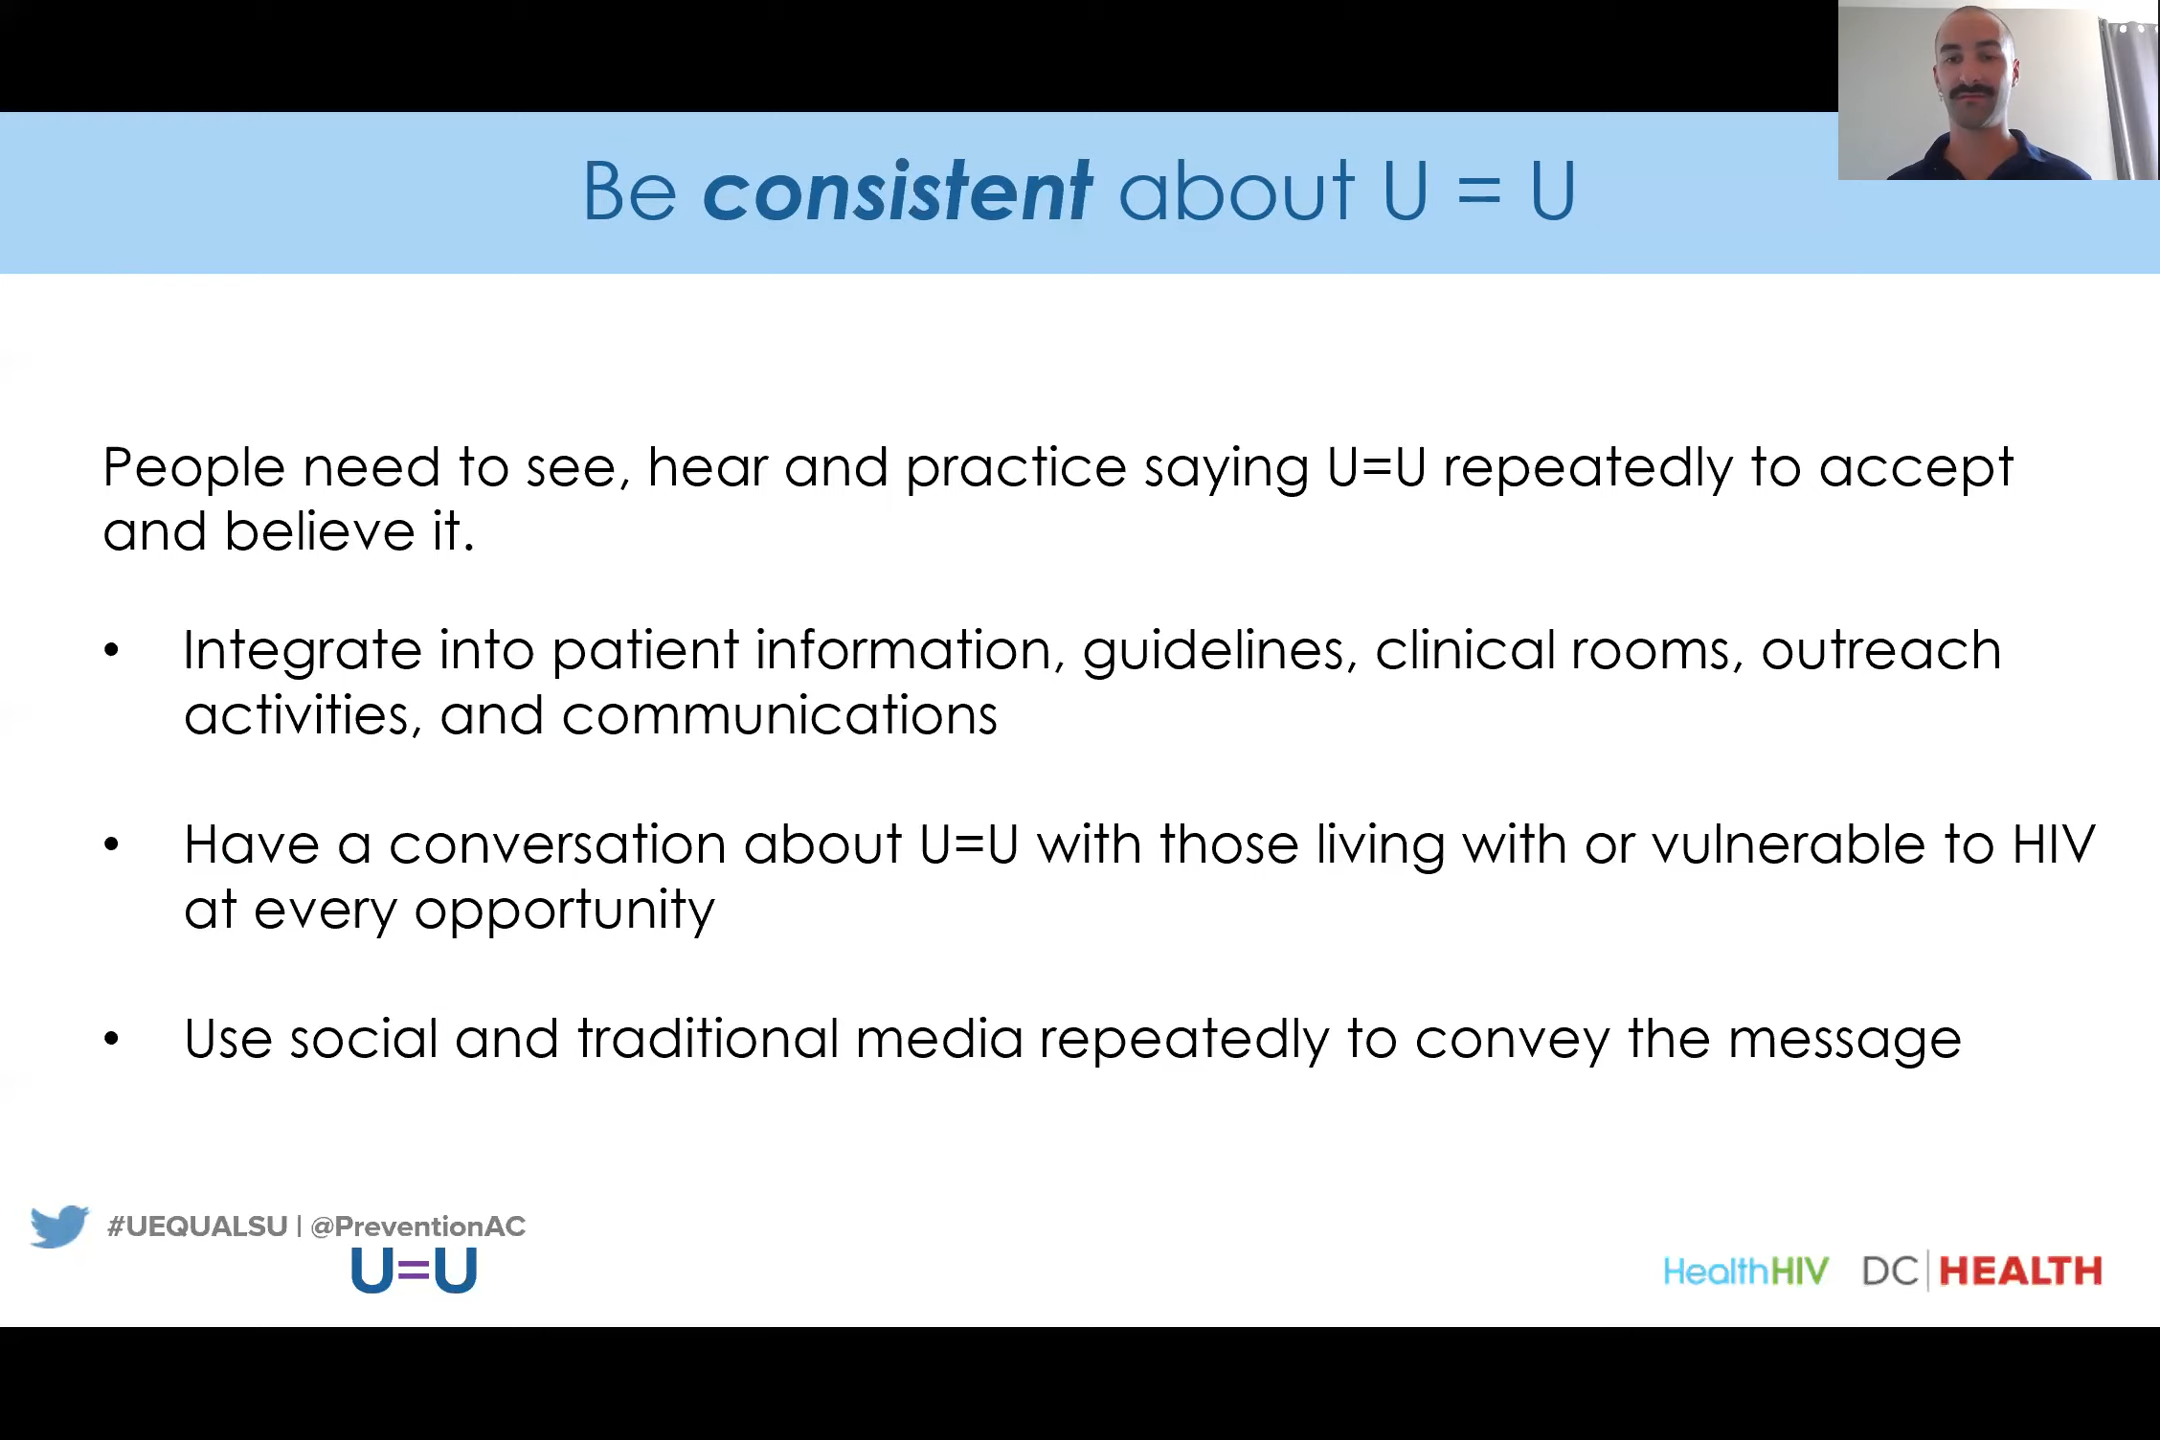 Be consistent about U = U
People need to see, hear and practice saying U=U repeatedly to accept
and believe it.
• Integrate into patient information, guidelines, clinical rooms, outreach
activities, and communications
• Have a conversation about U=U with those living with or vulnerable to HIV
at every opportunity
• Use social and traditional media repeatedly to convey the message
#UEQUALSU | @PreventionAC
U=U
HealthHIV DC | HEALTH